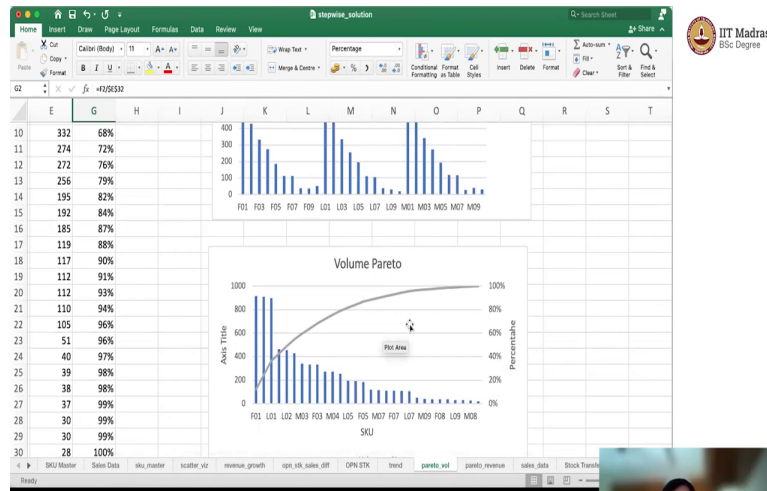 stepwise_solution
Search Sheet
Home Insert Draw Page Layout Formulas Data Review View
Share
IIT Madras
BSc Degree
Paste
Cut
Copy
Format
Calibri (Body) 11 A+ A-
B I U A
Wrap Text
Merge & Centre
Percentage
%
Conditional Formatting
Format as Table
Cell Styles
Insert Delete Format
Auto-sum
Fill
Clear
Sort & Filter
Find & Select
G2 fx =F2/$E$32
E F G H I J K L M N O P Q R S T
10 332 68%
11 274 72%
12 272 76%
13 256 79%
14 195 82%
15 192 84%
16 185 87%
17 119 88%
18 117 90%
19 112 91%
20 112 93%
21 110 94%
22 105 96%
23 51 96%
24 40 97%
25 39 98%
26 38 98%
27 37 99%
28 30 99%
29 30 99%
30 28 100%
400
300
200
100
0
F01 F03 F05 F07 F09 L01 L03 L05 L07 L09 M01 M03 M05 M07 M09
Volume Pareto
1000
800
600
400
200
0
Axis Title
100%
80%
60%
40%
20%
0%
Percentahe
Plot Area
F01 L01 L02 M03 F03 M04 L05 F05 M07 F07 L07 M09 F08 L09 M08
SKU
SKU Master Sales Data sku_master scatter_viz revenue_growth opn_stk_sales_diff OPN STK trend pareto_vol pareto_revenue sales_data Stock Transfe
Ready